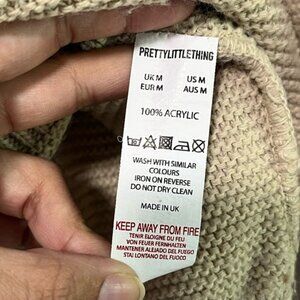 PRETTYLITTLETHING
UK M US M
EUR M AUS M
100% ACRYLIC
WASH WITH SIMILAR
COLOURS
IRON ON REVERSE
DO NOT DRY CLEAN
MADE IN UK
KEEP AWAY FROM FIRE
TENIR ELOIGNE DU FEU
VON FEUER FERNHALTEN
MANTENER ALEJADO DEL FUEGO
STAI LONTANO DEL FUOCO